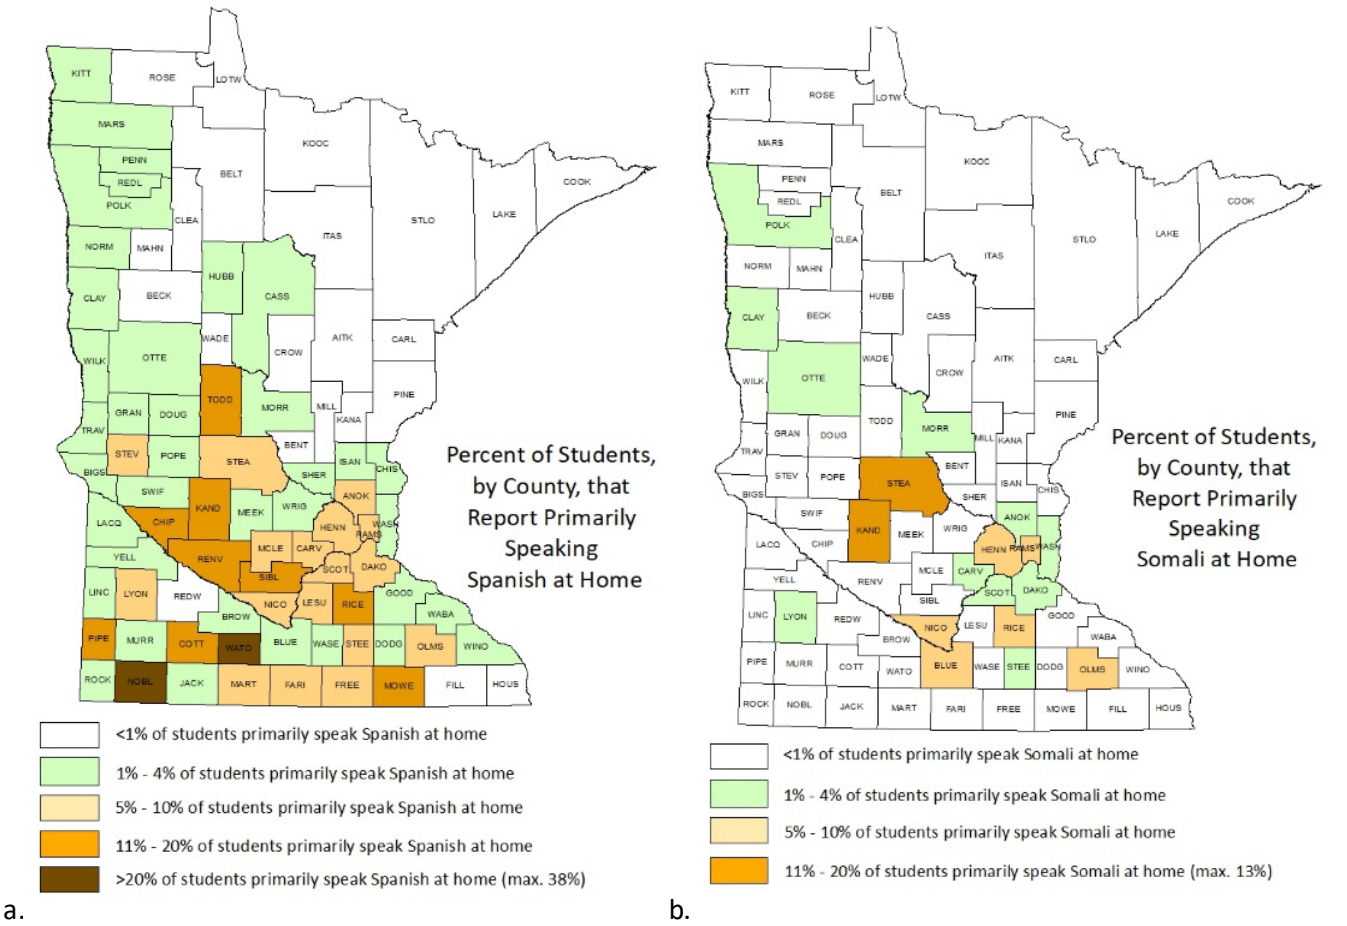 KITT
ROSE
LOTW
MARS
KOOC
PENN
BELT
REDL
COOK
POLK
CLEA
STLO
LAKE
ITAS
NORM
MAHN
HUBB
CLAY
BECK
CASS
WADE
AITK
CARL
OTTE
CROW
WILK
TODD
PINE
MORR
MILL
GRAN
DOUG
KANA
TRAV
BENT
STEV
POPE
STEA
ISAN
CHIS
BIGS
SHER
SWIF
ANOK
KAND
MEEK
WRIG
LACQ
CHIP
HENN
WASH
RAMS
YELL
RENV
MCLE
CARV
SCOT
DAKO
SIBL
LINC
LYON
REDW
NICO
LESU
RICE
GOOD
BROW
WABA
PIPE
MURR
COTT
WATO
BLUE
WASE
STEE
DODG
OLMS
WINO
ROCK
NOBL
JACK
MART
FARI
FREE
MOWE
FILL
HOUS
Percent of Students,
by County, that
Report Primarily
Speaking
Spanish at Home
<1% of students primarily speak Spanish at home
1% - 4% of students primarily speak Spanish at home
5% - 10% of students primarily speak Spanish at home
11% - 20% of students primarily speak Spanish at home
>20% of students primarily speak Spanish at home (max. 38%)
a.
KITT
ROSE
LOTW
MARS
KOOC
PENN
BELT
REDL
COOK
POLK
CLEA
STLO
LAKE
ITAS
NORM
MAHN
HUBB
CLAY
BECK
CASS
WADE
AITK
CARL
OTTE
CROW
WILK
TODD
PINE
MORR
MILL
GRAN
DOUG
KANA
TRAV
BENT
STEV
POPE
STEA
ISAN
CHIS
BIGS
SHER
SWIF
ANOK
KAND
MEEK
WRIG
LACQ
CHIP
HENN
RAMS
WASH
YELL
RENV
MCLE
CARV
SCOT
DAKO
SIBL
LINC
LYON
REDW
NICO
LESU
RICE
GOOD
BROW
WABA
PIPE
MURR
COTT
WATO
BLUE
WASE
STEE
DODG
OLMS
WINO
ROCK
NOBL
JACK
MART
FARI
FREE
MOWE
FILL
HOUS
Percent of Students,
by County, that
Report Primarily
Speaking
Somali at Home
<1% of students primarily speak Somali at home
1% - 4% of students primarily speak Somali at home
5% - 10% of students primarily speak Somali at home
11% - 20% of students primarily speak Somali at home (max. 13%)
b.